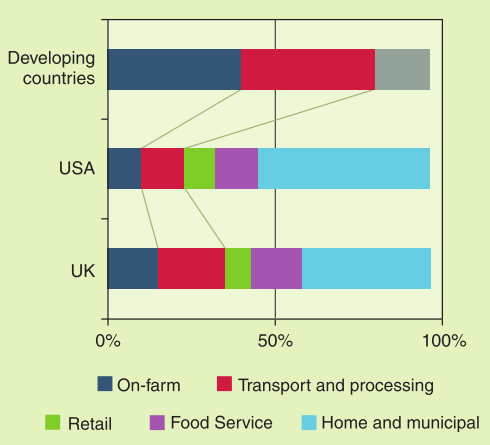 Developing
countries
USA
UK
0% 50% 100%
On-farm Transport and processing
Retail Food Service Home and municipal